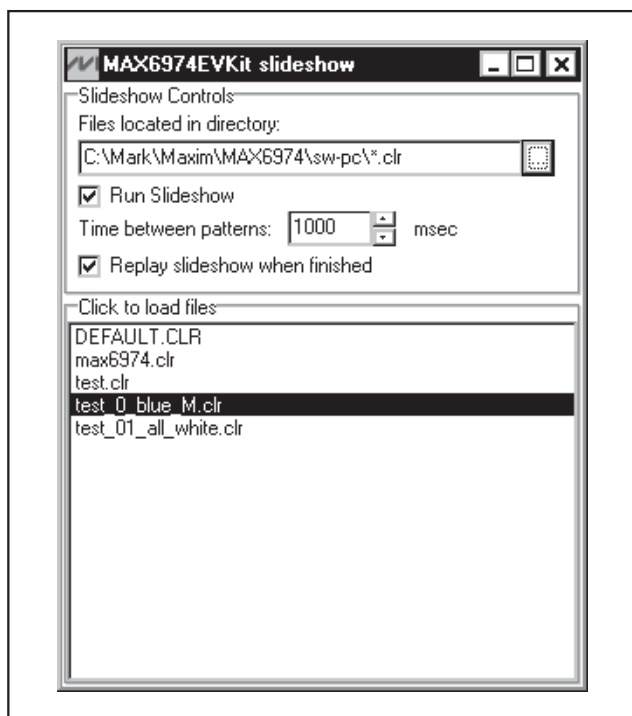 MAX6974EVKit slideshow
Slideshow Controls
Files located in directory:
C:\Mark\Maxim\MAX6974\sw-pc\*.clr
Run Slideshow
Time between patterns: 1000 msec
Replay slideshow when finished
Click to load files
DEFAULT.CLR
max6974.clr
test.clr
test_0_blue_M.clr
test_01_all_white.clr